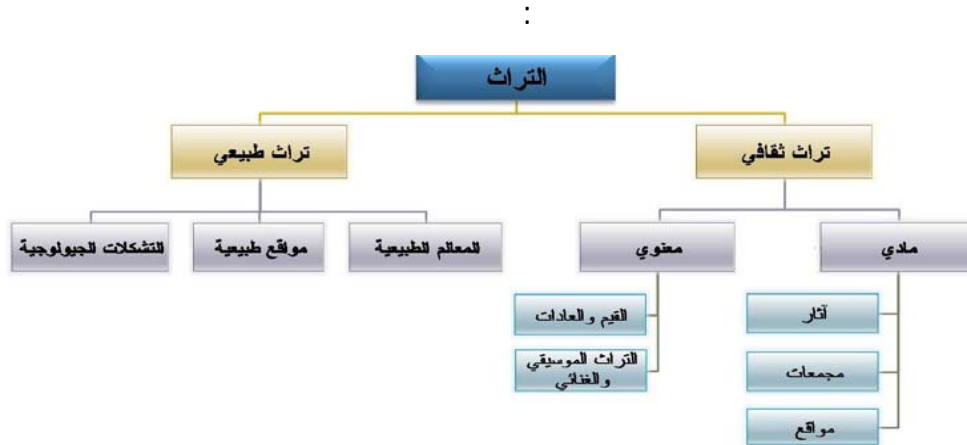 :
التراث
تراث ثقافي
تراث طبيعي
مادي
معنوي
المعالم الطبيعية
مواقع طبيعية
التشكلات الجيولوجية
آثار
مجمعات
مواقع
القيم والعادات
التراث الموسيقي
والغنائي